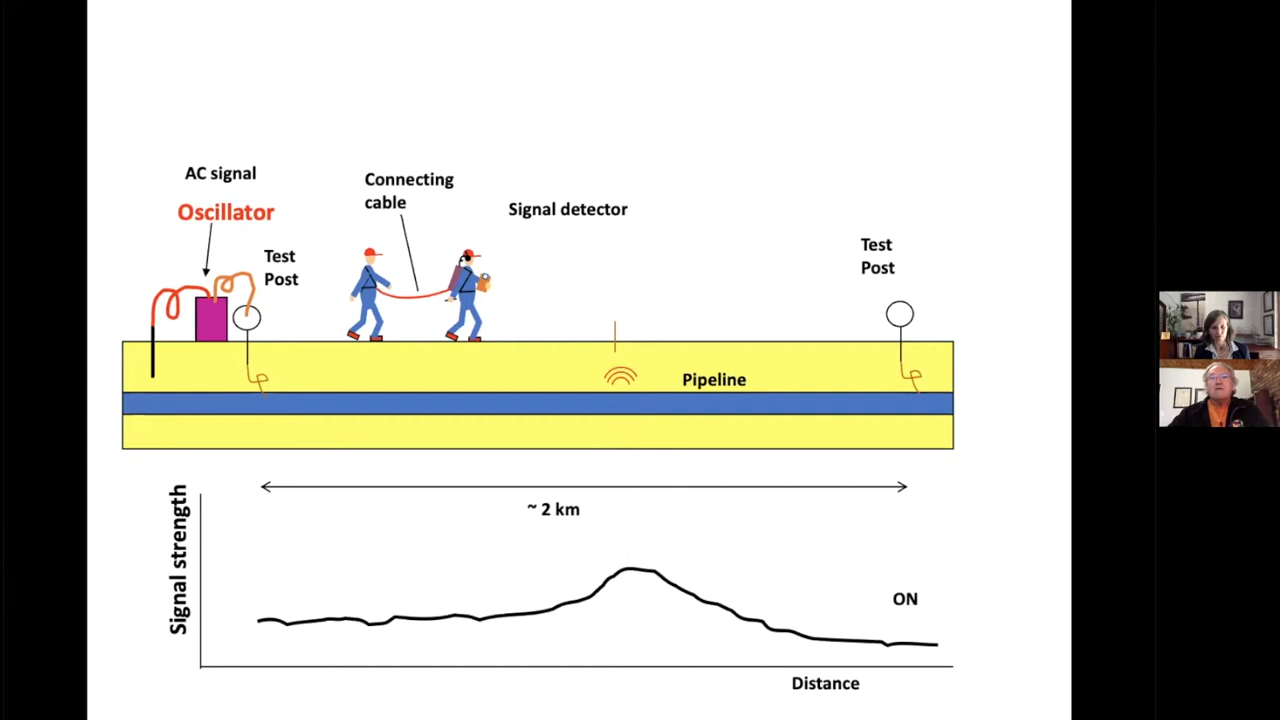 AC signal
Oscillator
Test
Post
Connecting
cable
Signal detector
Test
Post
Pipeline
~ 2 km
Signal strength
ON
Distance